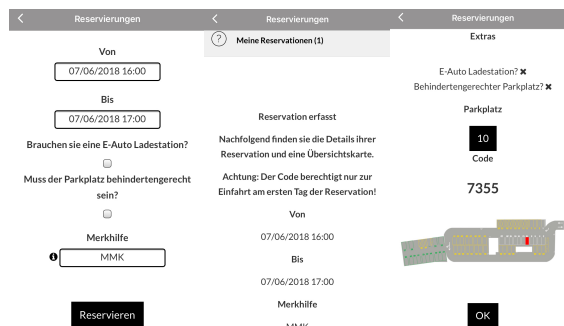 Reservierungen
Von
07/06/2018 16:00
Bis
07/06/2018 17:00
Brauchen sie eine E-Auto Ladestation?
Muss der Parkplatz behindertengerecht
sein?
Merkhilfe
MMK
Reservieren
Reservierungen
? Meine Reservationen (1)
Reservation erfasst
Nachfolgend finden sie die Details ihrer
Reservation und eine Übersichtskarte.
Achtung: Der Code berechtigt nur zur
Einfahrt am ersten Tag der Reservation!
Von
07/06/2018 16:00
Bis
07/06/2018 17:00
Merkhilfe
MMK
Reservierungen
Extras
E-Auto Ladestation? ✖
Behindertengerechter Parkplatz? ✖
Parkplatz
10
Code
7355
OK